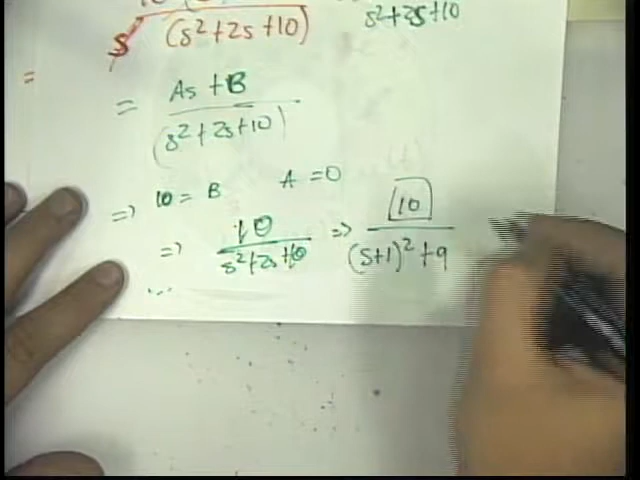 s (s²+2s+10) s²+2s+10
=
= As + B / (s²+2s+10)
=> 10 = B A = 0
=> 10 / s²+2s+10 => 10 / (s+1)² + 9
...